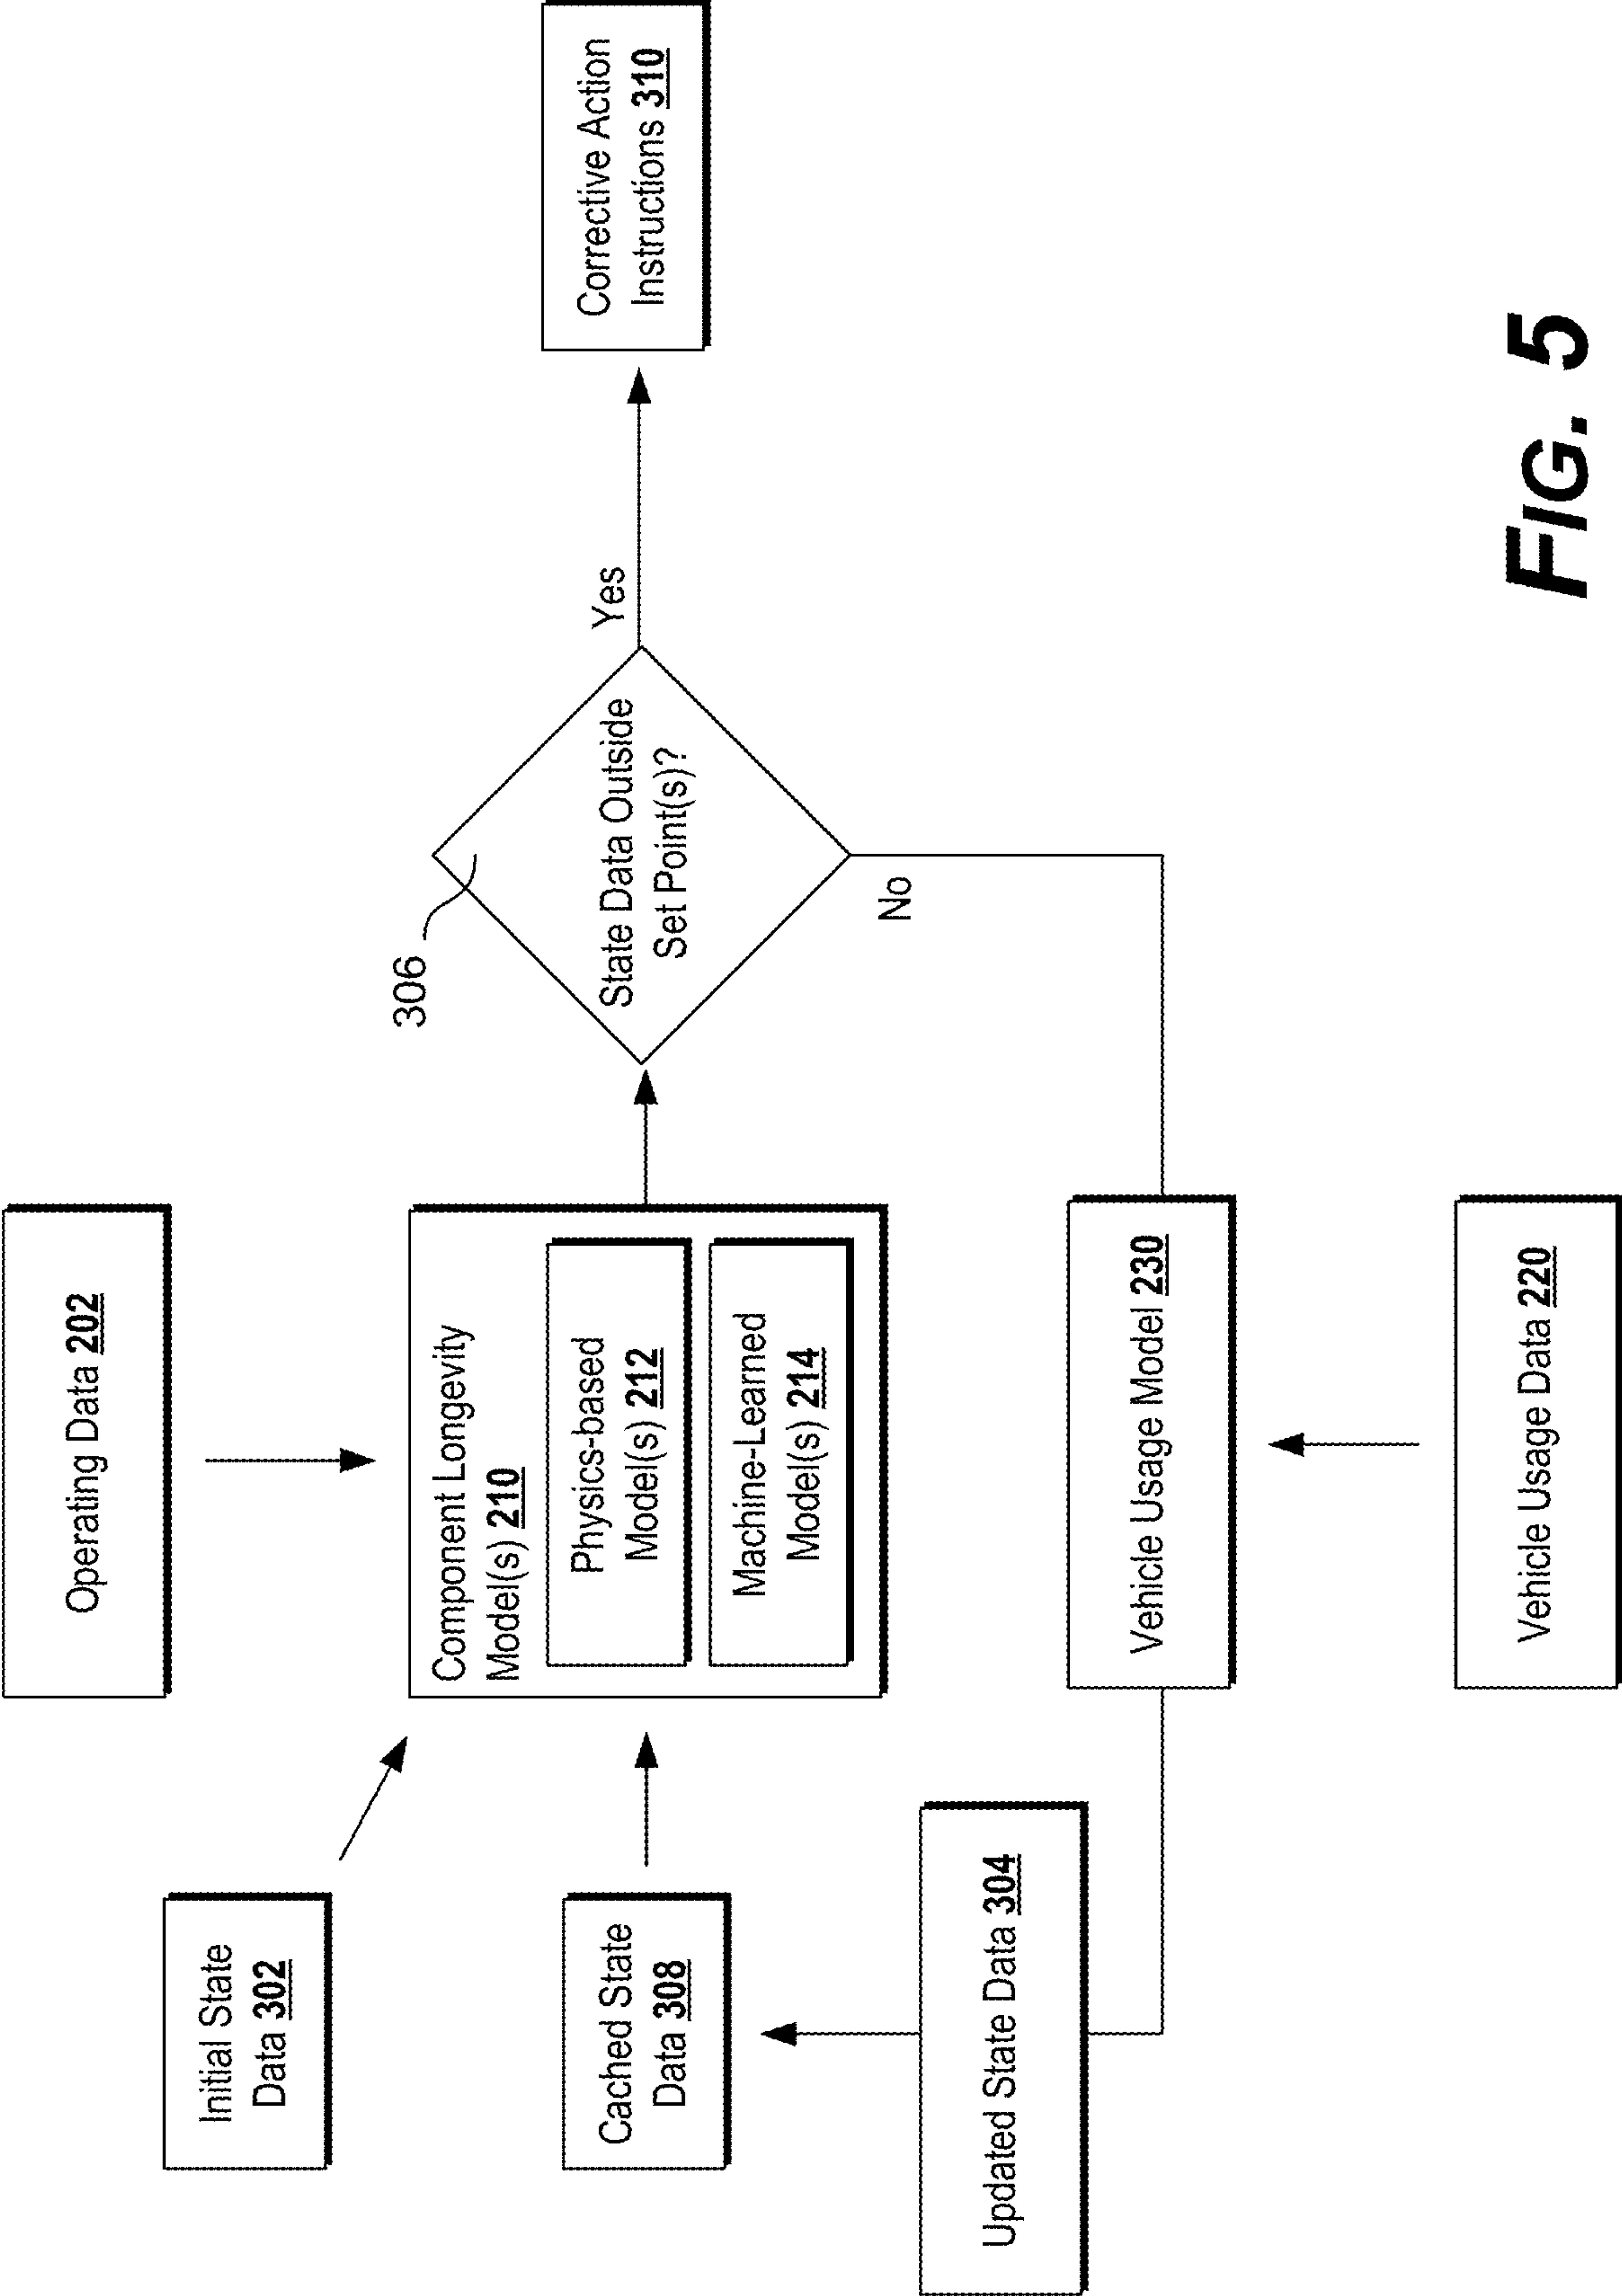 Operating Data 202
Initial State
Data 302
Component Longevity
Model(s) 210
Physics-based
Model(s) 212
Machine-Learned
Model(s) 214
Cached State
Data 308
306
State Data Outside
Set Point(s)?
Yes
No
Corrective Action
Instructions 310
Updated State Data 304
Vehicle Usage Model 230
Vehicle Usage Data 220
FIG. 5